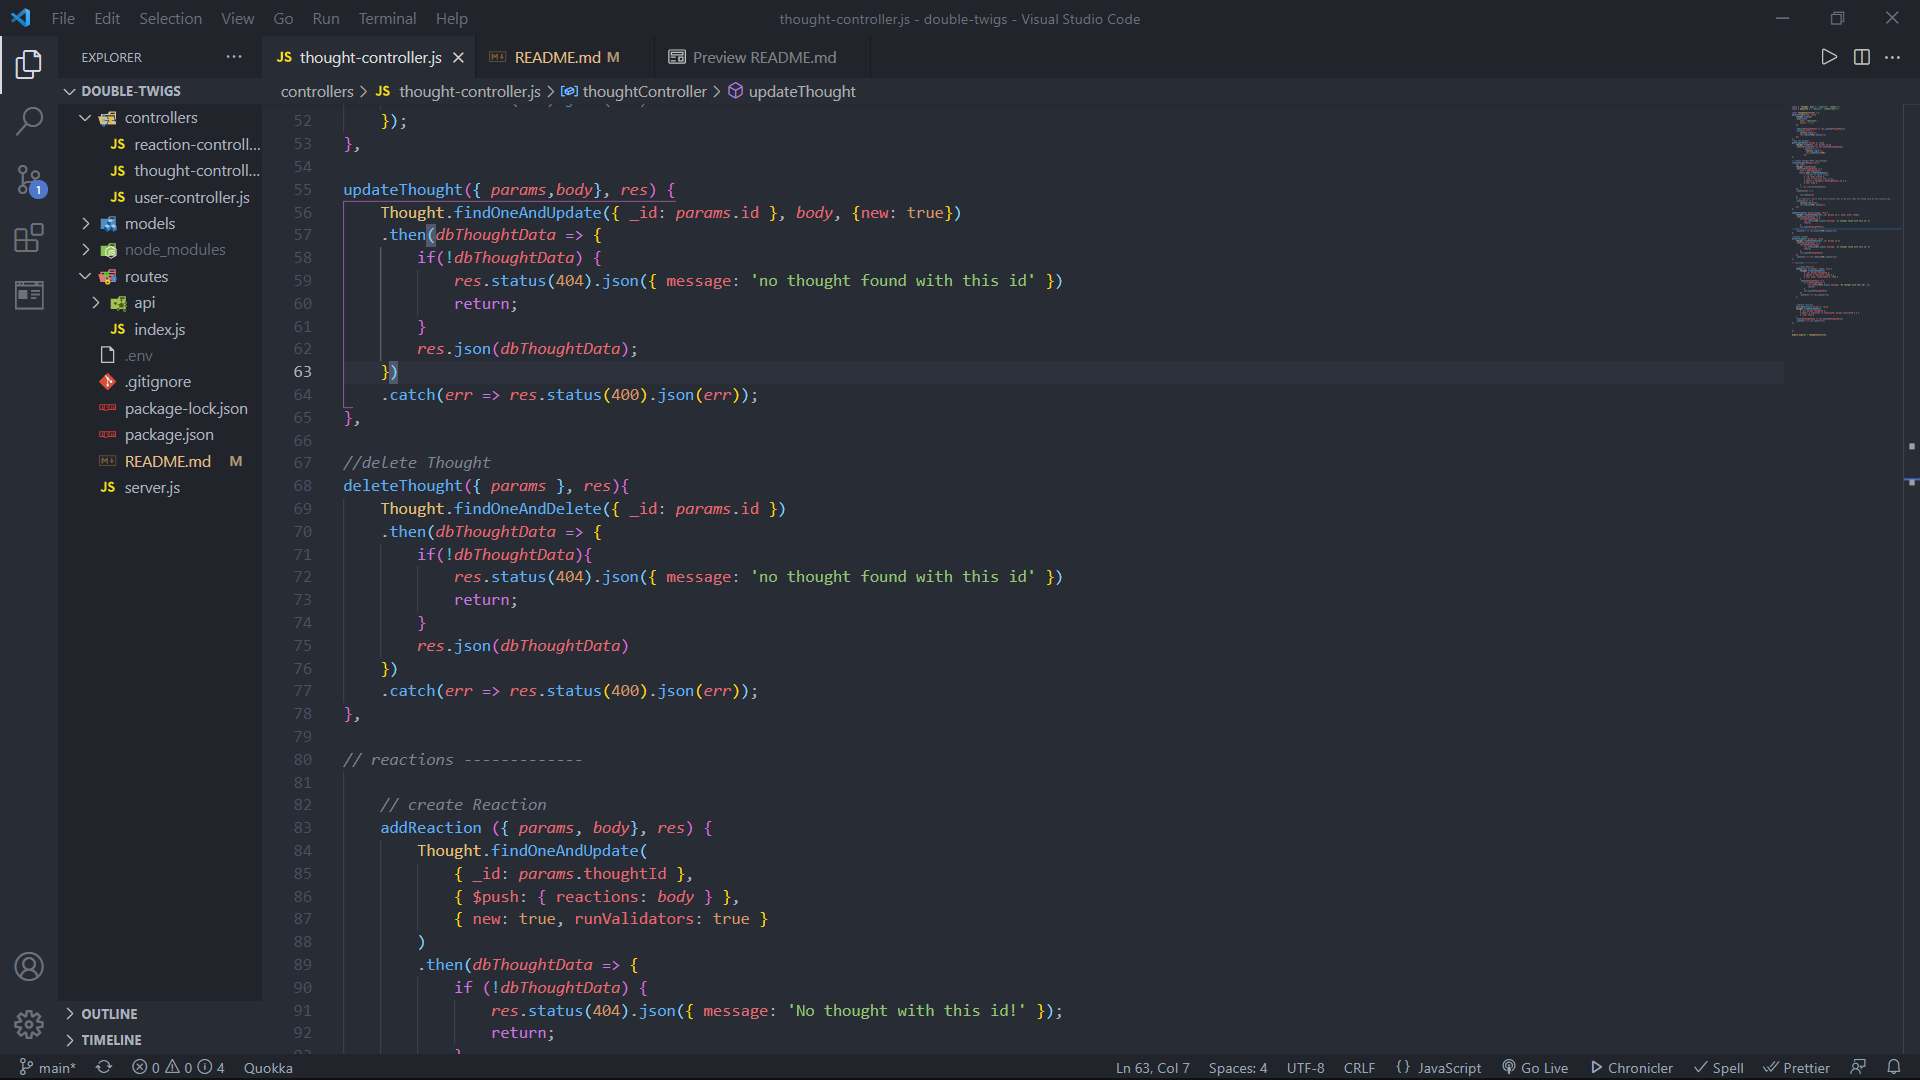 File Edit Selection View Go Run Terminal Help
thought-controller.js - double-twigs - Visual Studio Code
EXPLORER ···
JS thought-controller.js × README.md M Preview README.md
DOUBLE-TWIGS
controllers > JS thought-controller.js > thoughtController > updateThought
controllers
JS reaction-controll...
JS thought-controll...
JS user-controller.js
models
node_modules
routes
api
JS index.js
.env
.gitignore
package-lock.json
package.json
README.md M
JS server.js
OUTLINE
TIMELINE
52 });
53 },
54
55 updateThought({ params,body}, res) {
56 Thought.findOneAndUpdate({ _id: params.id }, body, {new: true})
57 .then(dbThoughtData => {
58 if(!dbThoughtData) {
59 res.status(404).json({ message: 'no thought found with this id' })
60 return;
61 }
62 res.json(dbThoughtData);
63 })
64 .catch(err => res.status(400).json(err));
65 },
66
67 //delete Thought
68 deleteThought({ params }, res){
69 Thought.findOneAndDelete({ _id: params.id })
70 .then(dbThoughtData => {
71 if(!dbThoughtData){
72 res.status(404).json({ message: 'no thought found with this id' })
73 return;
74 }
75 res.json(dbThoughtData)
76 })
77 .catch(err => res.status(400).json(err));
78 },
79
80 // reactions -------------
81
82 // create Reaction
83 addReaction ({ params, body}, res) {
84 Thought.findOneAndUpdate(
85 { _id: params.thoughtId },
86 { $push: { reactions: body } },
87 { new: true, runValidators: true }
88 )
89 .then(dbThoughtData => {
90 if (!dbThoughtData) {
91 res.status(404).json({ message: 'No thought with this id!' });
92 return;
main* 0 0 4 Quokka Ln 63, Col 7 Spaces: 4 UTF-8 CRLF {} JavaScript Go Live Chronicler Spell Prettier